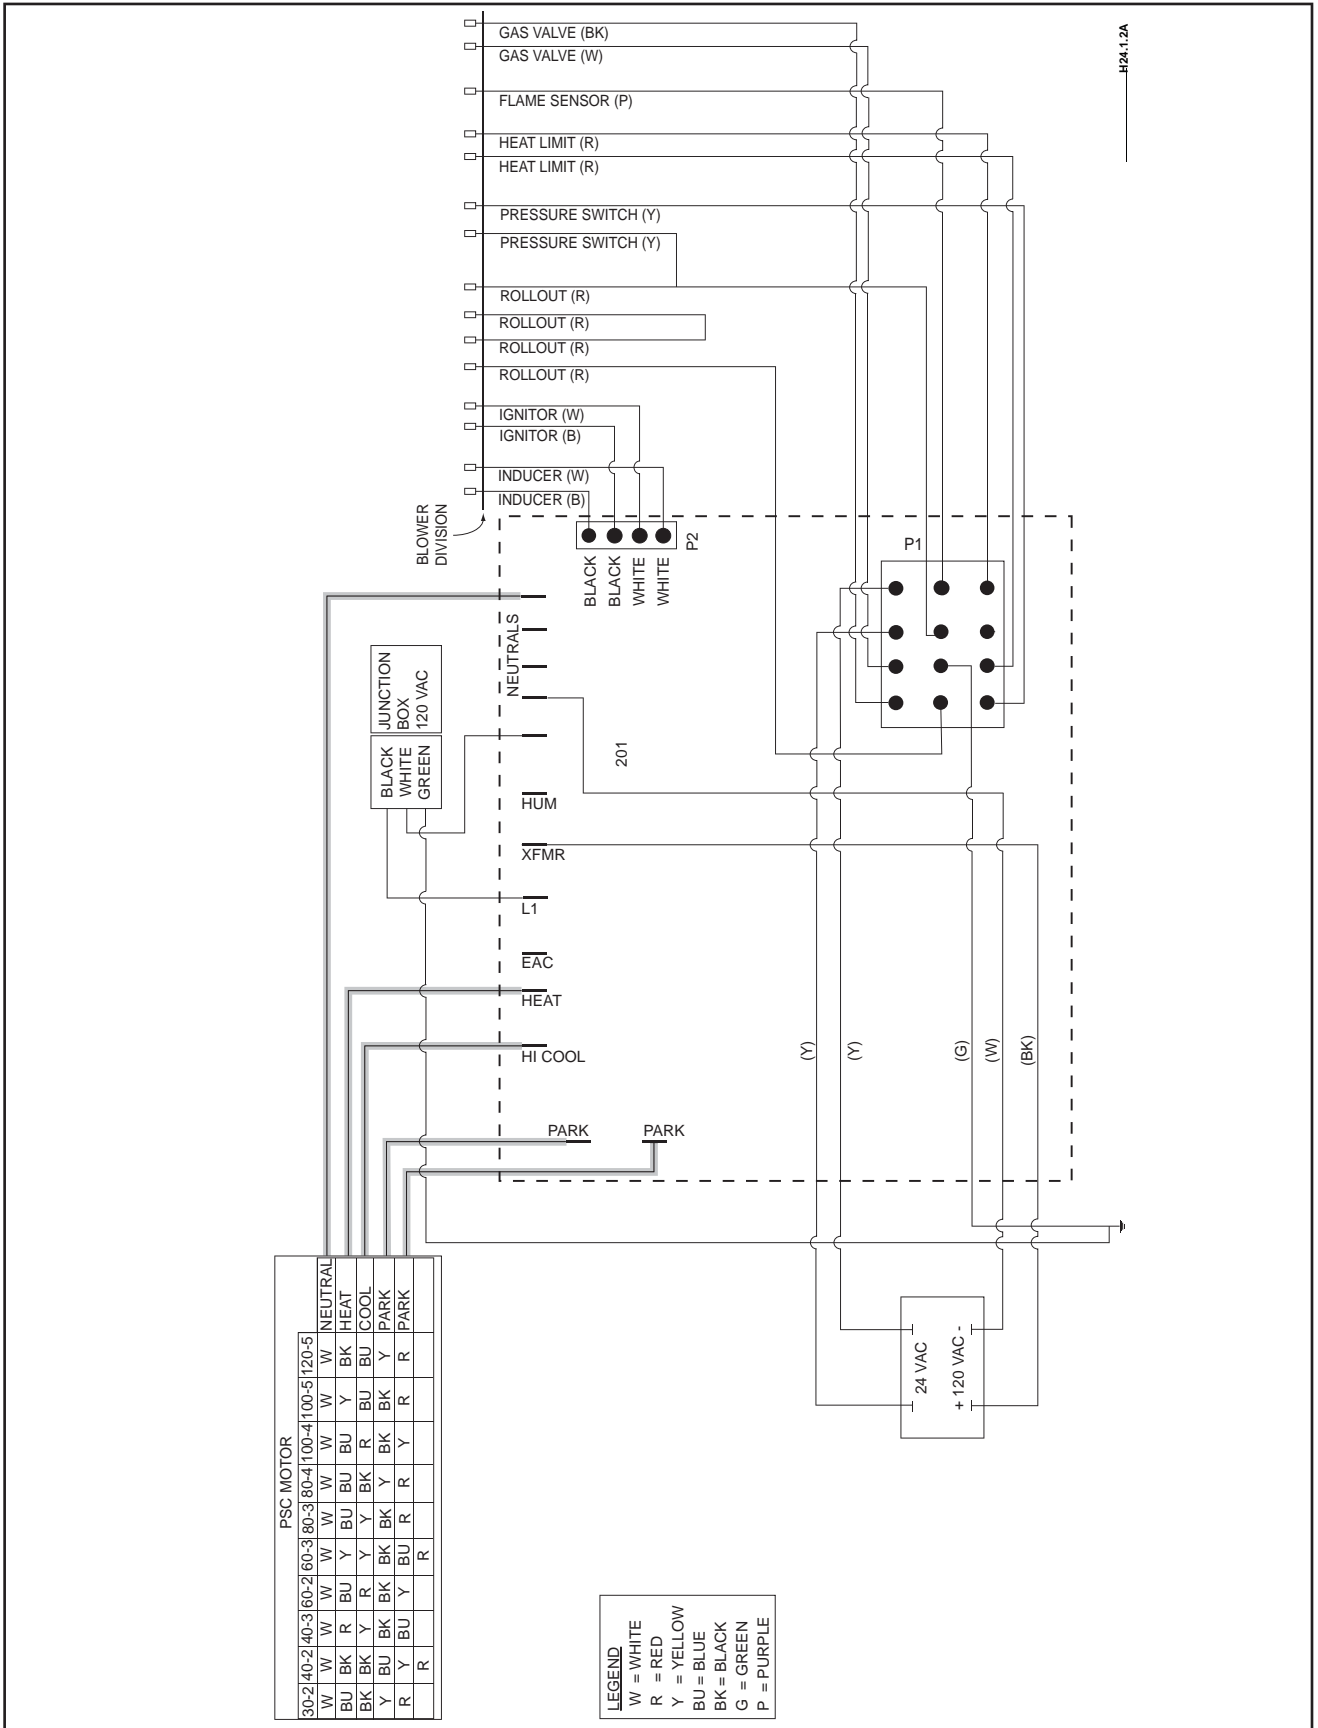 GAS VALVE (BK)
GAS VALVE (W)
FLAME SENSOR (P)
HEAT LIMIT (R)
HEAT LIMIT (R)
PRESSURE SWITCH (Y)
PRESSURE SWITCH (Y)
ROLLOUT (R)
ROLLOUT (R)
ROLLOUT (R)
ROLLOUT (R)
IGNITOR (W)
IGNITOR (B)
INDUCER (W)
INDUCER (B)
H24.1.2A
BLOWER
DIVISION
P2
BLACK
BLACK
WHITE
WHITE
P1
NEUTRALS
JUNCTION
BOX
120 VAC
BLACK
WHITE
GREEN
201
HUM
XFMR
L1
EAC
HEAT
HI COOL
PARK
PARK
(Y)
(Y)
(G)
(W)
(BK)
24 VAC
+ 120 VAC -
PSC MOTOR
30-2 40-2 40-3 60-2 60-3 80-3 80-4 100-4 100-5 120-5
W W W W W W W W W W NEUTRAL
BU BK R BU Y BU BU BU Y BK HEAT
BK BK Y R Y Y BK R BU BU COOL
Y BU BK BK BK BK Y BK BK Y PARK
R Y BU Y BU R R Y R R PARK
R R
LEGEND
W = WHITE
R = RED
Y = YELLOW
BU = BLUE
BK = BLACK
G = GREEN
P = PURPLE